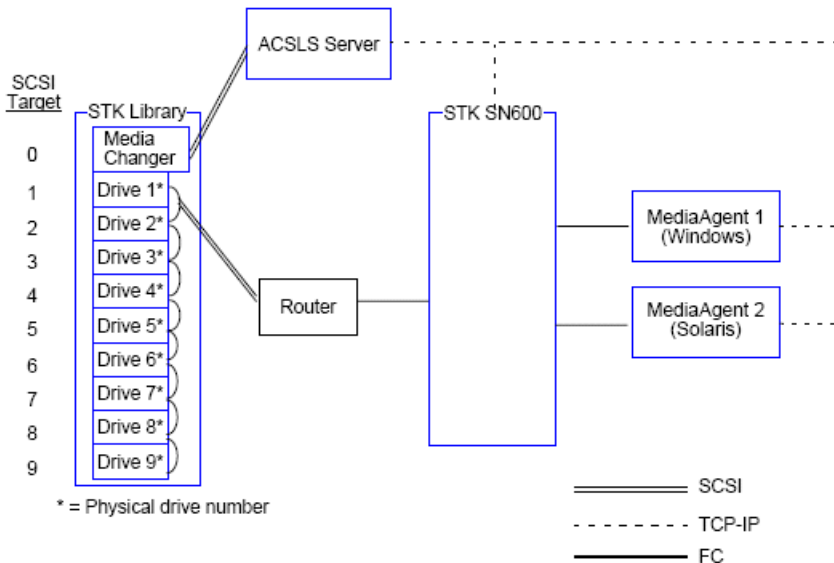 ACSLS Server
SCSI
Target
STK Library
STK SN600
Media
Changer
0
Drive 1*
1
Drive 2*
2
Drive 3*
3
Drive 4*
4
Drive 5*
5
Drive 6*
6
Drive 7*
7
Drive 8*
8
Drive 9*
9
Router
MediaAgent 1
(Windows)
MediaAgent 2
(Solaris)
* = Physical drive number
SCSI
TCP-IP
FC